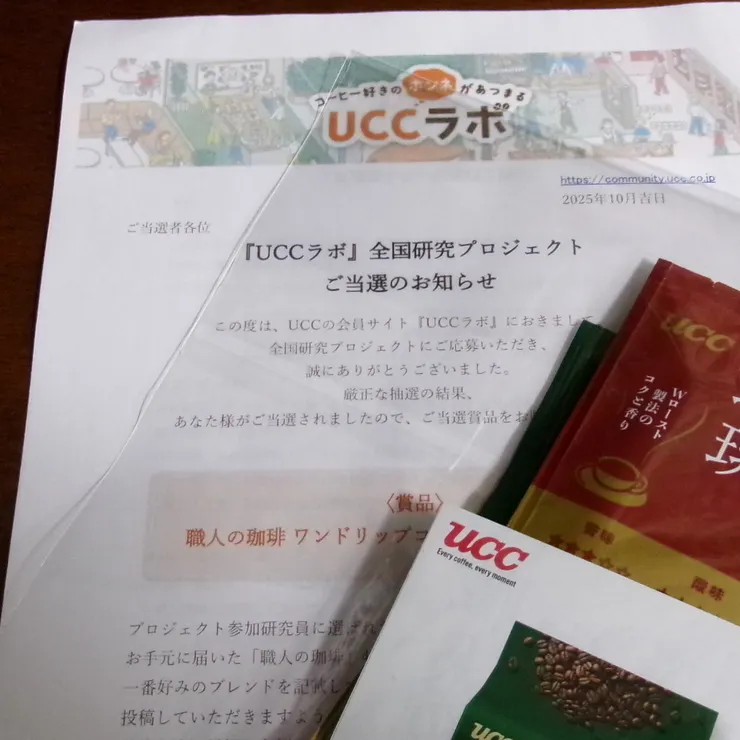 コーヒー好きのホンネがあつまる
UCCラボ
https://community.ucc.co.jp
2025年10月吉日
ご当選者各位
『UCCラボ』全国研究プロジェクト
ご当選のお知らせ
この度は、UCCの会員サイト『UCCラボ』におきまして
全国研究プロジェクトにご応募いただき、
誠にありがとうございました。
厳正な抽選の結果、
あなた様がご当選されましたので、ご当選賞品をお
〈賞品〉
職人の珈琲 ワンドリップコ
プロジェクト参加研究員に選ばれ
お手元に届いた「職人の珈琲」
一番好みのブレンドを記載し
投稿していただきますよう
UCC
Wロースト
製法の
コクと香り
珈
苦味
酸味
UCC
Every coffee, every moment
UCC